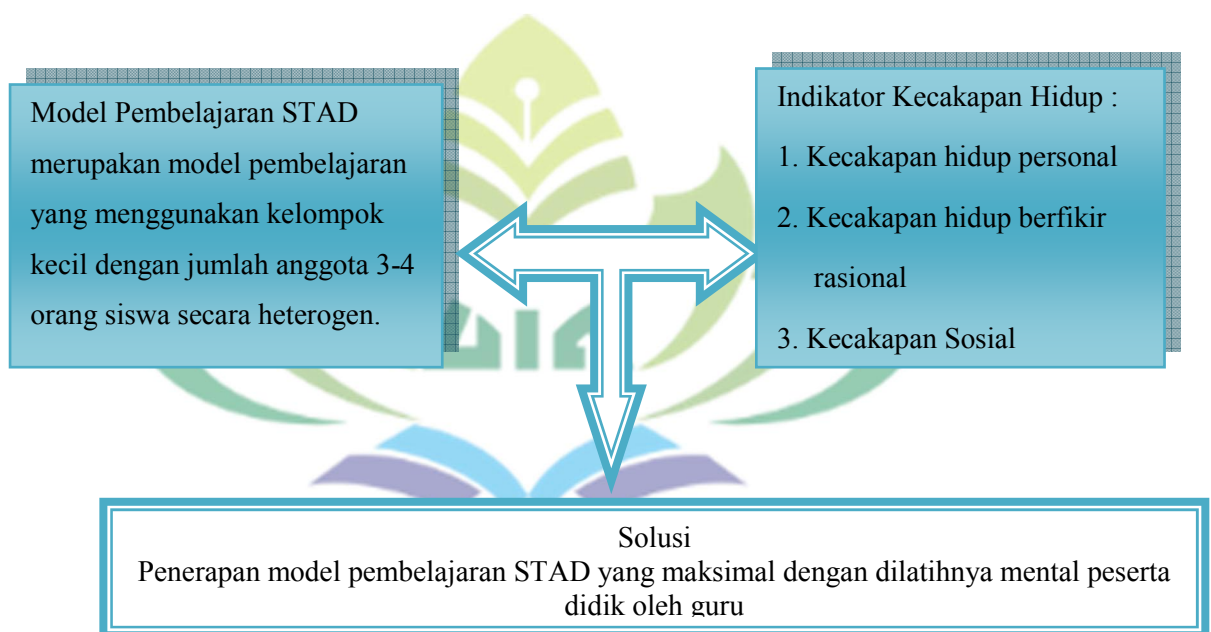 Model Pembelajaran STAD
merupakan model pembelajaran
yang menggunakan kelompok
kecil dengan jumlah anggota 3-4
orang siswa secara heterogen.
Indikator Kecakapan Hidup :
1. Kecakapan hidup personal
2. Kecakapan hidup berfikir
rasional
3. Kecakapan Sosial
Solusi
Penerapan model pembelajaran STAD yang maksimal dengan dilatihnya mental peserta
didik oleh guru